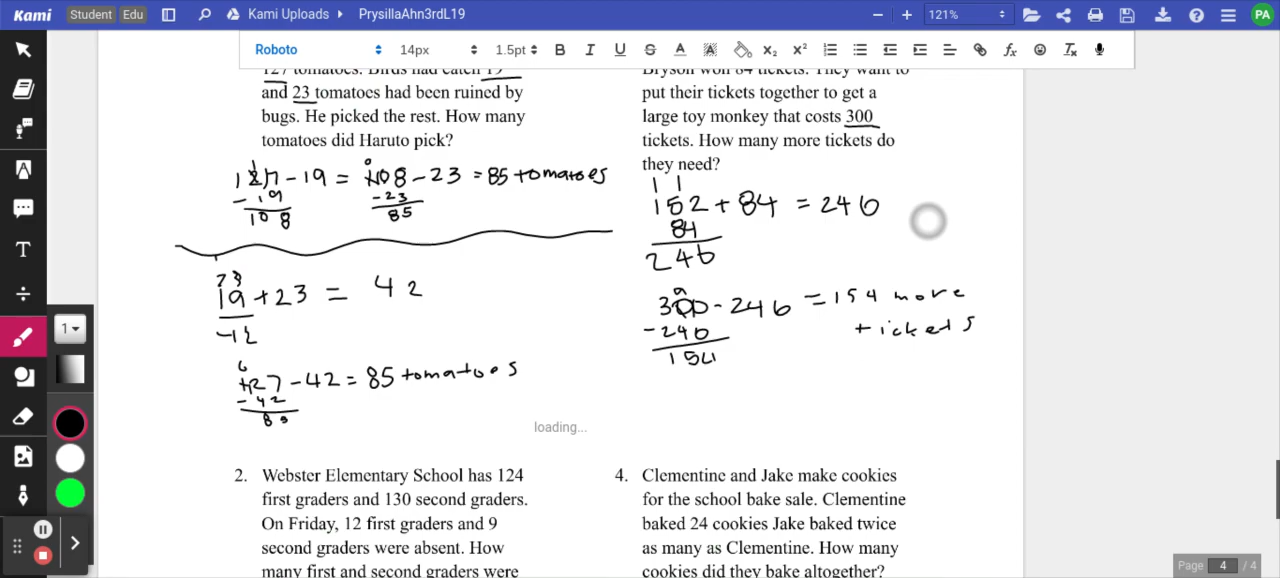 Kami Student Edu Kami Uploads PrysillaAhn3rdL19 121% PA
Roboto 14px 1.5pt B I U S A A X₂ X² fx Tx
127 tomatoes. Birds had eaten 19
and 23 tomatoes had been ruined by
bugs. He picked the rest. How many
tomatoes did Haruto pick?
127 - 19 = 108 - 23 = 85 tomatoes
- 19
108
- 23
85
19 + 23 = 42
42
127 - 42 = 85 tomatoes
- 42
85
Bryson won 84 tickets. They want to
put their tickets together to get a
large toy monkey that costs 300
tickets. How many more tickets do
they need?
1 1
152 + 84 = 246
84
246
300 - 246 = 154 more
tickets
- 246
154
loading...
2. Webster Elementary School has 124
first graders and 130 second graders.
On Friday, 12 first graders and 9
second graders were absent. How
many first and second graders were
4. Clementine and Jake make cookies
for the school bake sale. Clementine
baked 24 cookies Jake baked twice
as many as Clementine. How many
cookies did they bake altogether?
1
Page 4 / 4